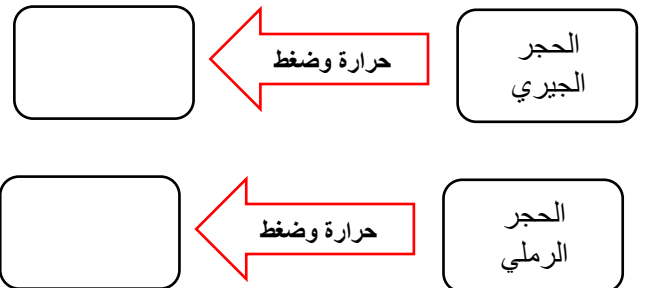 الحجر
الجيري
حرارة وضغط
الحجر
الرملي
حرارة وضغط